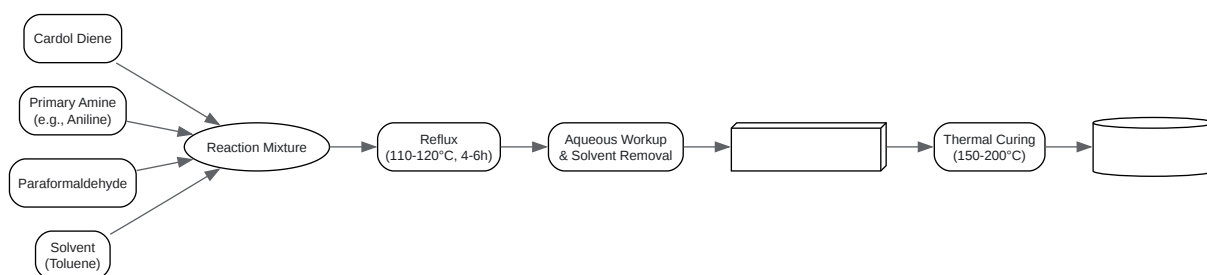 Cardol Diene
Primary Amine
(e.g., Aniline)
Paraformaldehyde
Solvent
(Toluene)
Reaction Mixture
Reflux
(110-120°C, 4-6h)
Aqueous Workup
& Solvent Removal
Thermal Curing
(150-200°C)